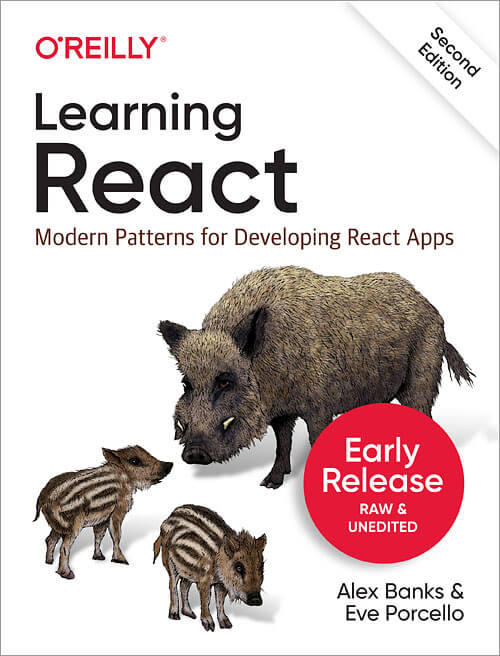 O'REILLY®
Second
Edition
Learning
React
Modern Patterns for Developing React Apps
Early
Release
RAW &
UNEDITED
Alex Banks &
Eve Porcello